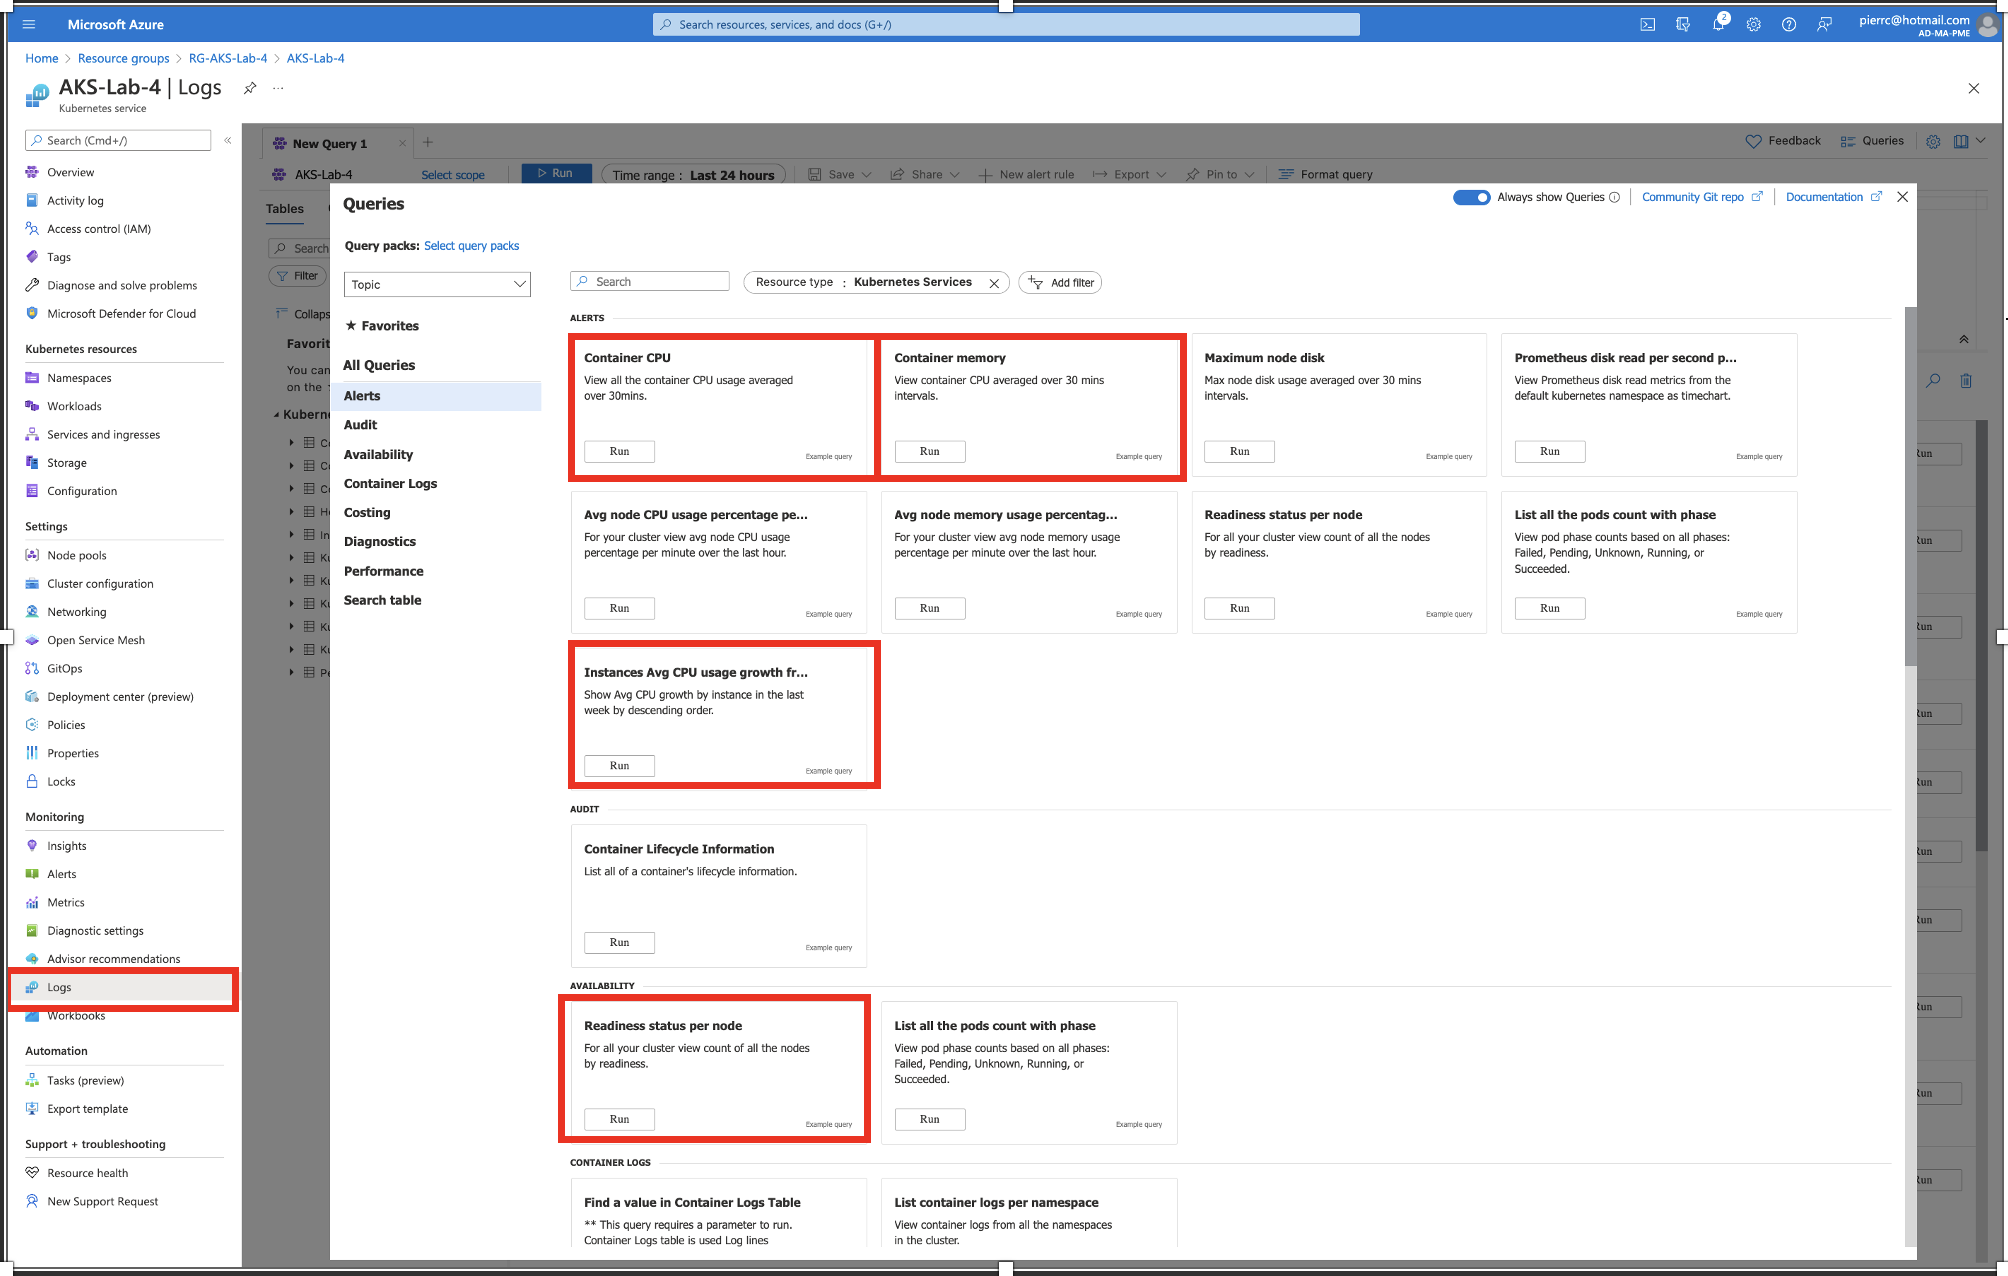 Microsoft Azure
Search resources, services, and docs (G+/)
2
pierrc@hotmail.com
AD-MA-PME
Home > Resource groups > RG-AKS-Lab-4 > AKS-Lab-4
AKS-Lab-4 | Logs
Kubernetes service
Search (Cmd+/)
Overview
Activity log
Access control (IAM)
Tags
Diagnose and solve problems
Microsoft Defender for Cloud
Kubernetes resources
Namespaces
Workloads
Services and ingresses
Storage
Configuration
Settings
Node pools
Cluster configuration
Networking
Open Service Mesh
GitOps
Deployment center (preview)
Policies
Properties
Locks
Monitoring
Insights
Alerts
Metrics
Diagnostic settings
Advisor recommendations
Logs
Workbooks
Automation
Tasks (preview)
Export template
Support + troubleshooting
Resource health
New Support Request
New Query 1
Feedback
Queries
AKS-Lab-4
Select scope
Run
Time range : Last 24 hours
Save
Share
New alert rule
Export
Pin to
Format query
Tables
Search
Filter
Collaps
Favorit
You can
on the
Kuberne
Queries
Always show Queries
Community Git repo
Documentation
Query packs: Select query packs
Topic
Search
Resource type : Kubernetes Services
Add filter
Favorites
All Queries
Alerts
Audit
Availability
Container Logs
Costing
Diagnostics
Performance
Search table
ALERTS
Container CPU
View all the container CPU usage averaged
over 30mins.
Run
Example query
Container memory
View container CPU averaged over 30 mins
intervals.
Run
Example query
Maximum node disk
Max node disk usage averaged over 30 mins
intervals.
Run
Example query
Prometheus disk read per second p...
View Prometheus disk read metrics from the
default kubernetes namespace as timechart.
Run
Example query
Avg node CPU usage percentage pe...
For your cluster view avg node CPU usage
percentage per minute over the last hour.
Run
Example query
Avg node memory usage percentag...
For your cluster view avg node memory usage
percentage per minute over the last hour.
Run
Example query
Readiness status per node
For all your cluster view count of all the nodes
by readiness.
Run
Example query
List all the pods count with phase
View pod phase counts based on all phases:
Failed, Pending, Unknown, Running, or
Succeeded.
Run
Example query
Instances Avg CPU usage growth fr...
Show Avg CPU growth by instance in the last
week by descending order.
Run
Example query
AUDIT
Container Lifecycle Information
List all of a container's lifecycle information.
Run
Example query
AVAILABILITY
Readiness status per node
For all your cluster view count of all the nodes
by readiness.
Run
Example query
List all the pods count with phase
View pod phase counts based on all phases:
Failed, Pending, Unknown, Running, or
Succeeded.
Run
Example query
CONTAINER LOGS
Find a value in Container Logs Table
** This query requires a parameter to run.
Container Logs table is used Log lines
List container logs per namespace
View container logs from all the namespaces
in the cluster.